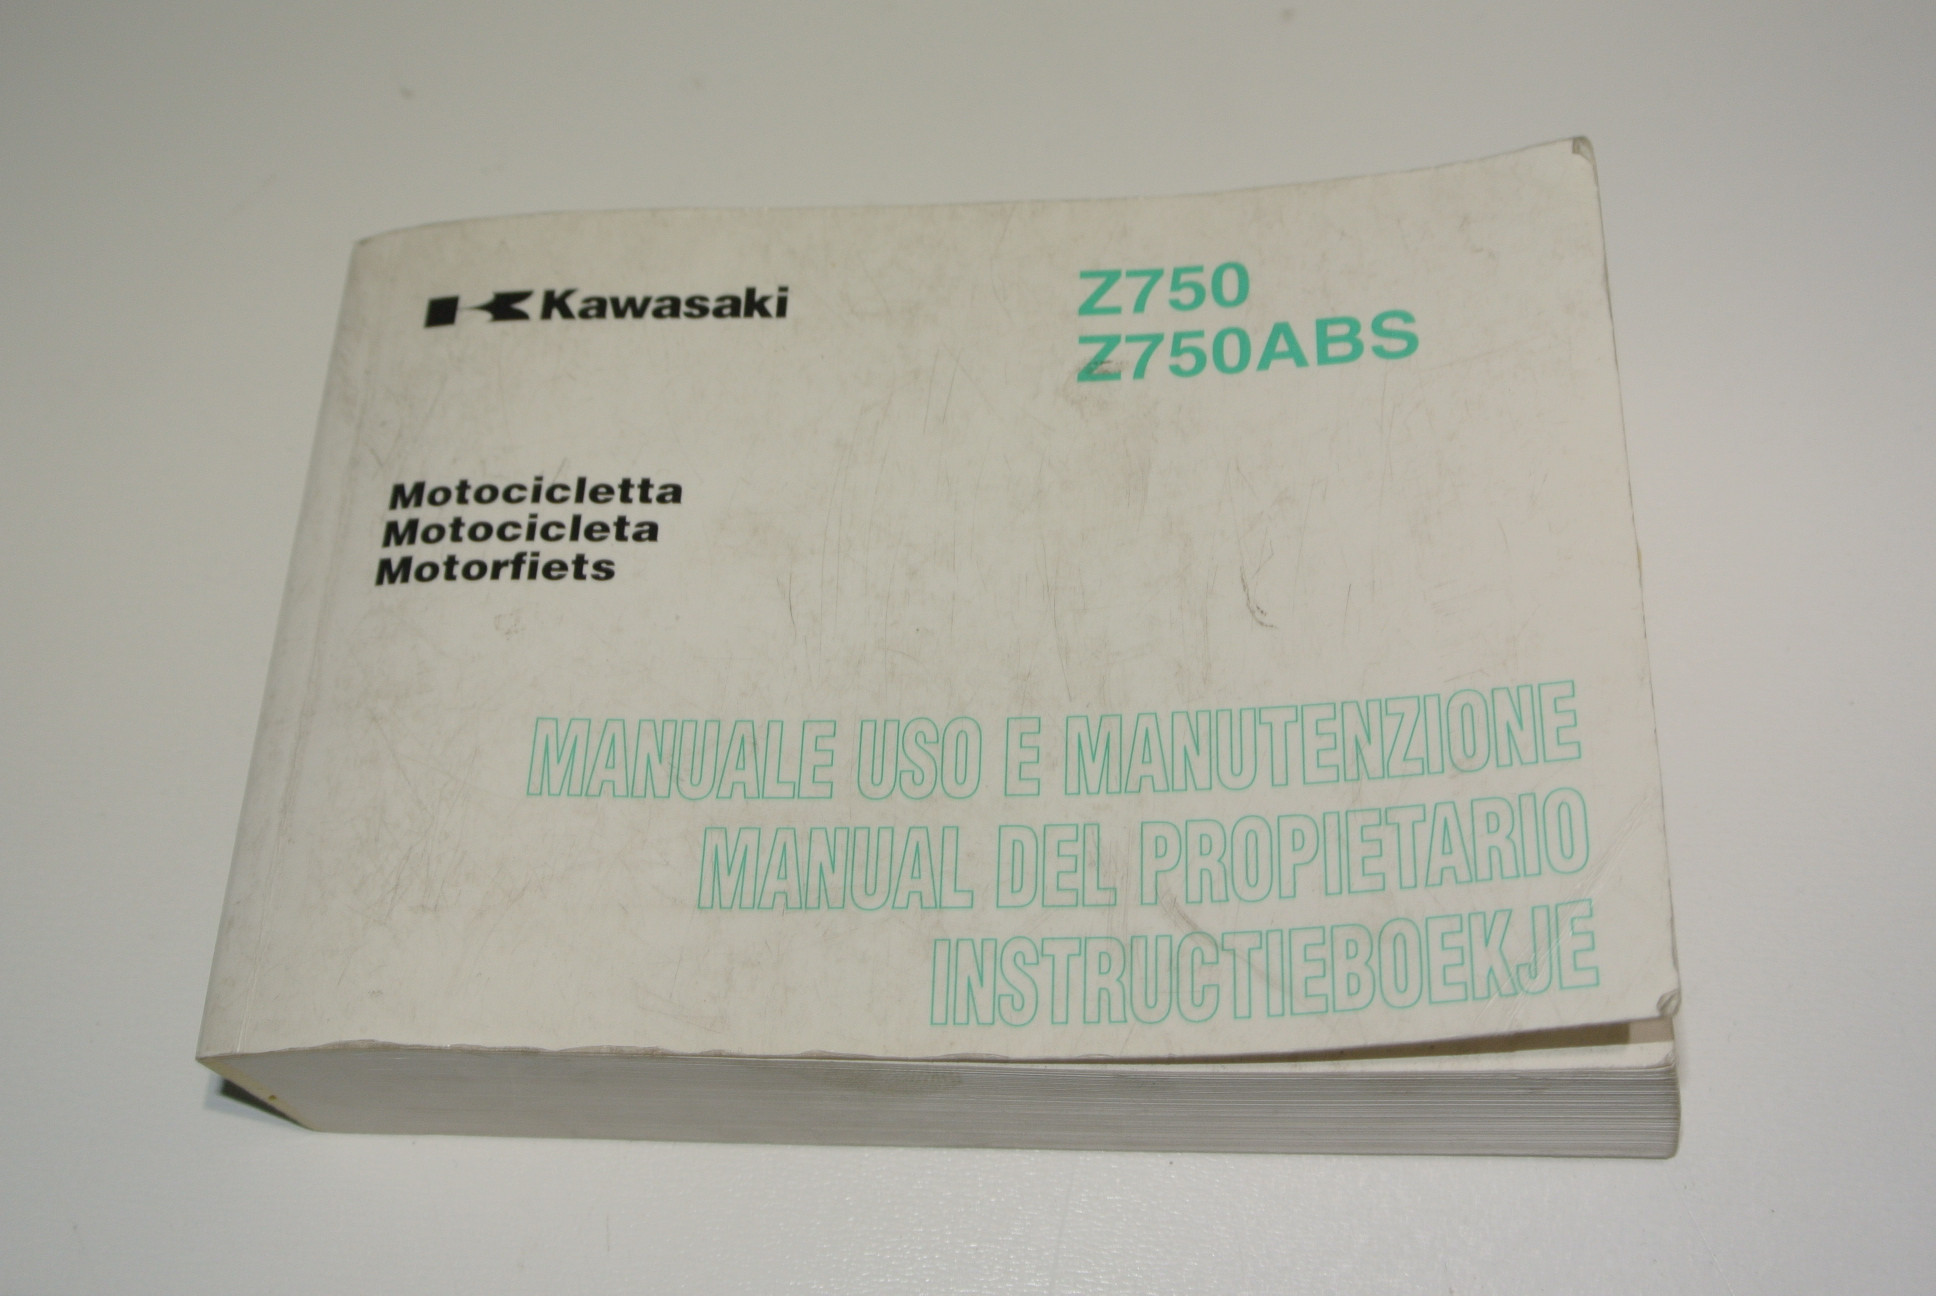 Kawasaki
Z750
Z750ABS
Motocicletta
Motocicleta
Motorfiets
MANUALE USO E MANUTENZIONE
MANUAL DEL PROPIETARIO
INSTRUCTIEBOEKJE